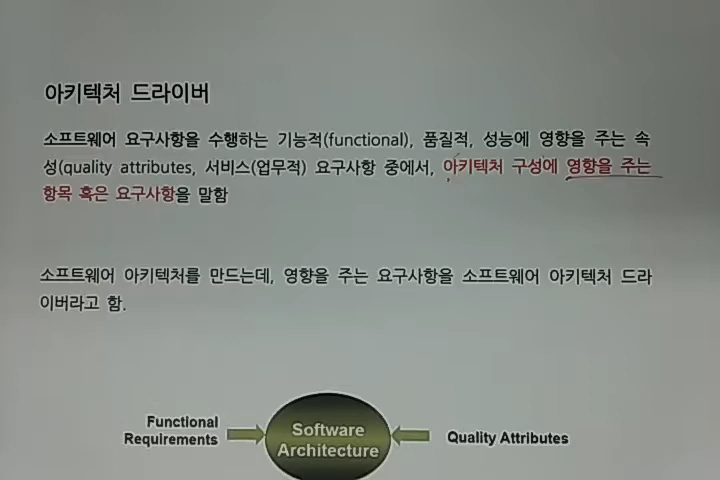 아키텍처 드라이버
소프트웨어 요구사항을 수행하는 기능적(functional), 품질적, 성능에 영향을 주는 속
성(quality attributes, 서비스(업무적) 요구사항 중에서, 아키텍처 구성에 영향을 주는
항목 혹은 요구사항을 말함
소프트웨어 아키텍처를 만드는데, 영향을 주는 요구사항을 소프트웨어 아키텍처 드라
이버라고 함.
Functional
Requirements
Software
Architecture
Quality Attributes